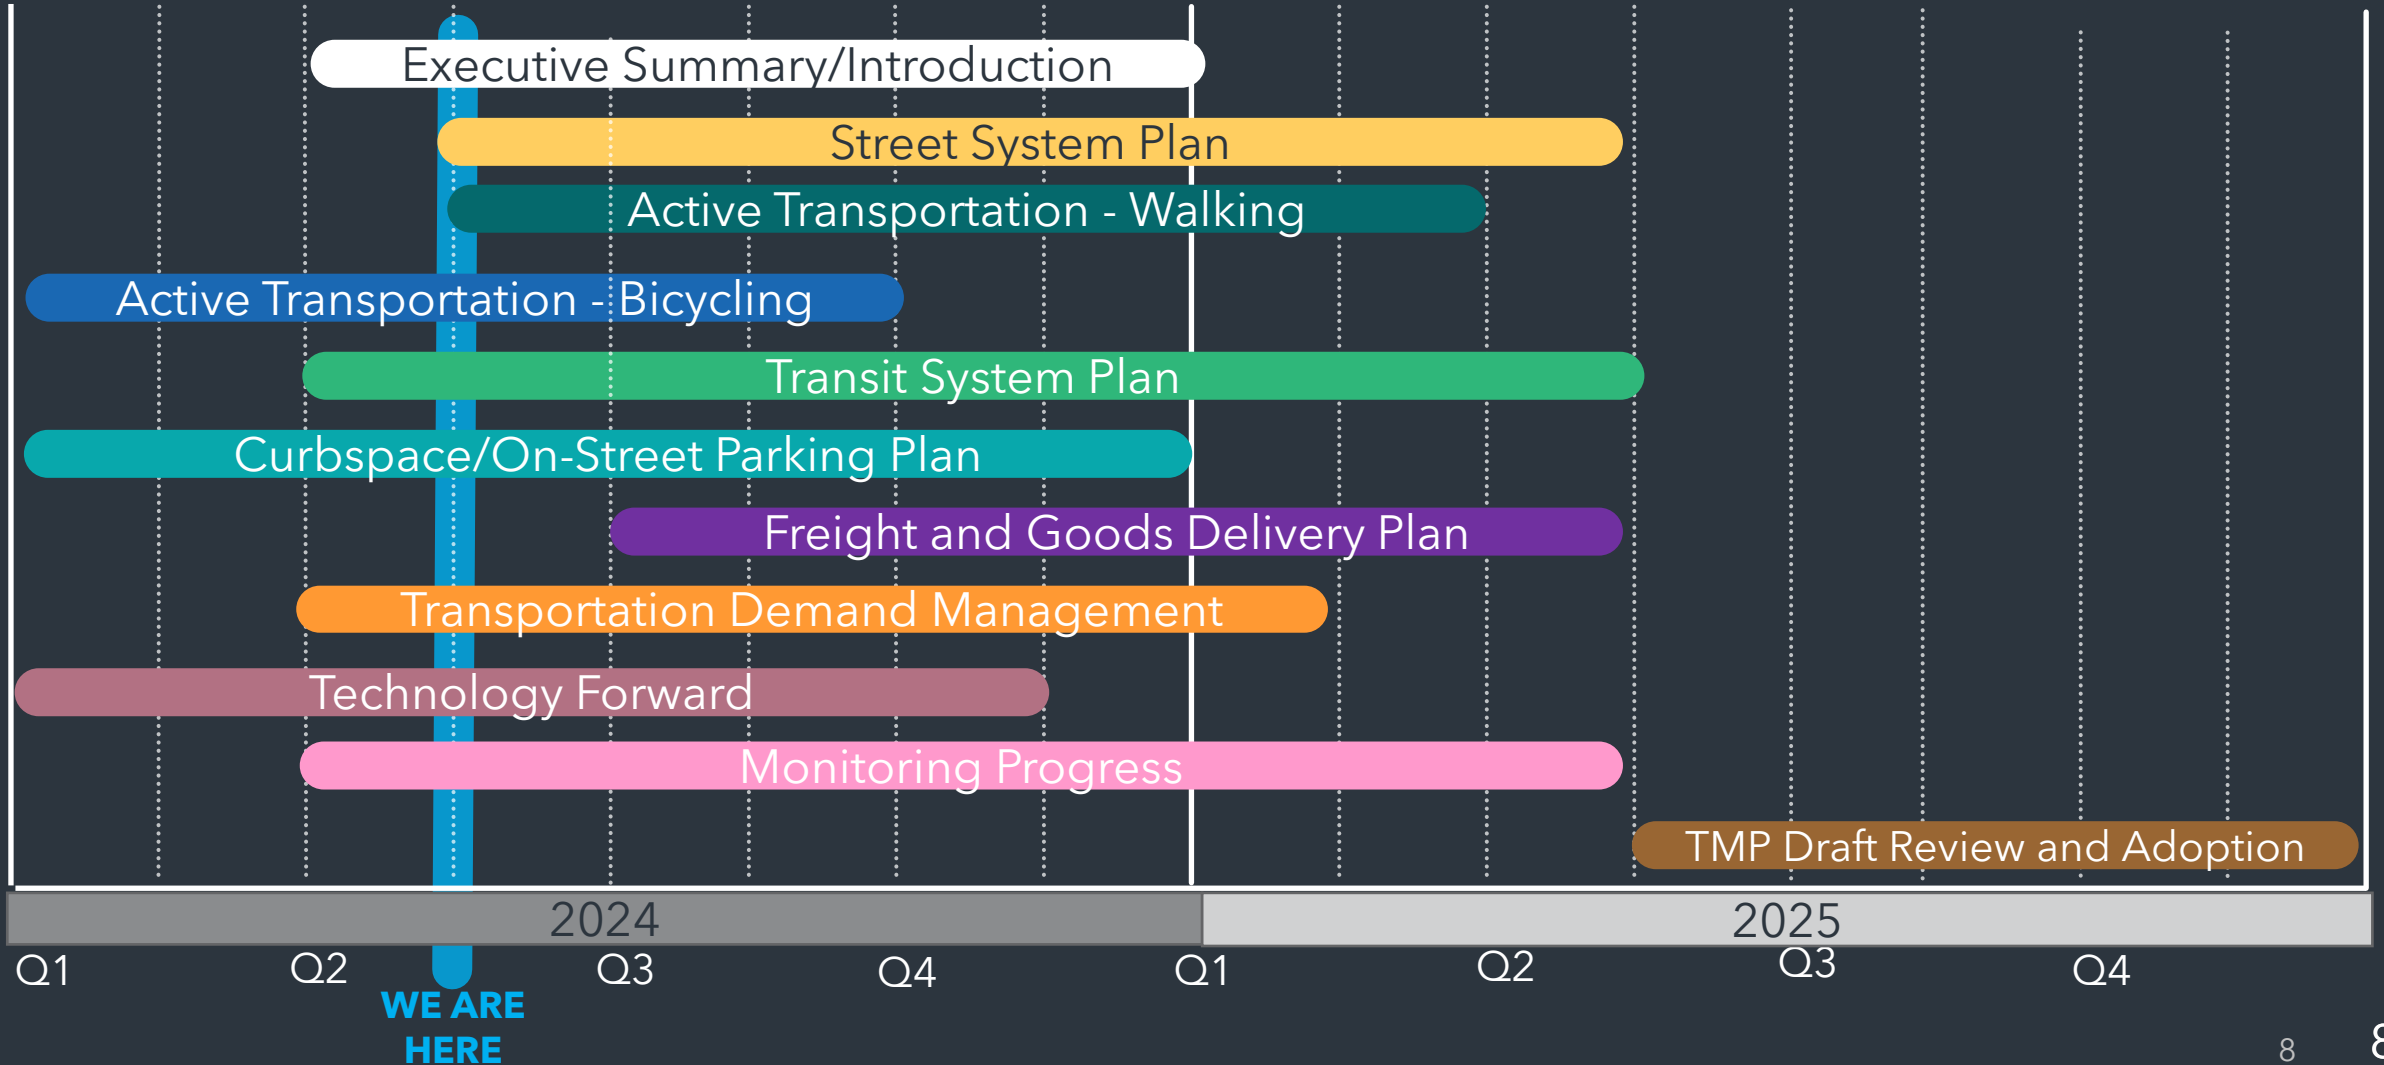 Executive Summary/Introduction
Street System Plan
Active Transportation - Walking
Active Transportation - Bicycling
Transit System Plan
Curbspace/On-Street Parking Plan
Freight and Goods Delivery Plan
Transportation Demand Management
Technology Forward
Monitoring Progress
TMP Draft Review and Adoption
2024 2025
Q1 Q2 Q3 Q4 Q1 Q2 Q3 Q4
WE ARE
HERE
8 8